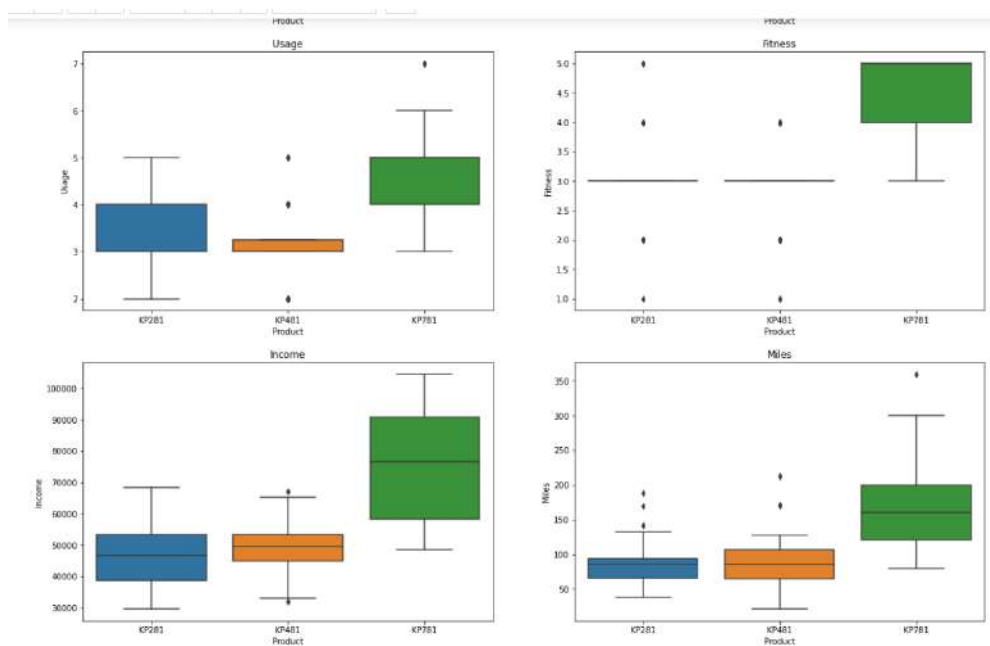 Product
Product
Usage
Fitness
7
6
5
4
3
2
Usage
KP281
KP481
KP781
Product
5.0
4.5
4.0
3.5
3.0
2.5
2.0
1.5
1.0
Fitness
KP281
KP481
KP781
Product
Income
Miles
100000
90000
80000
70000
60000
50000
40000
30000
Income
KP281
KP481
KP781
Product
350
300
250
200
150
100
50
Miles
KP281
KP481
KP781
Product